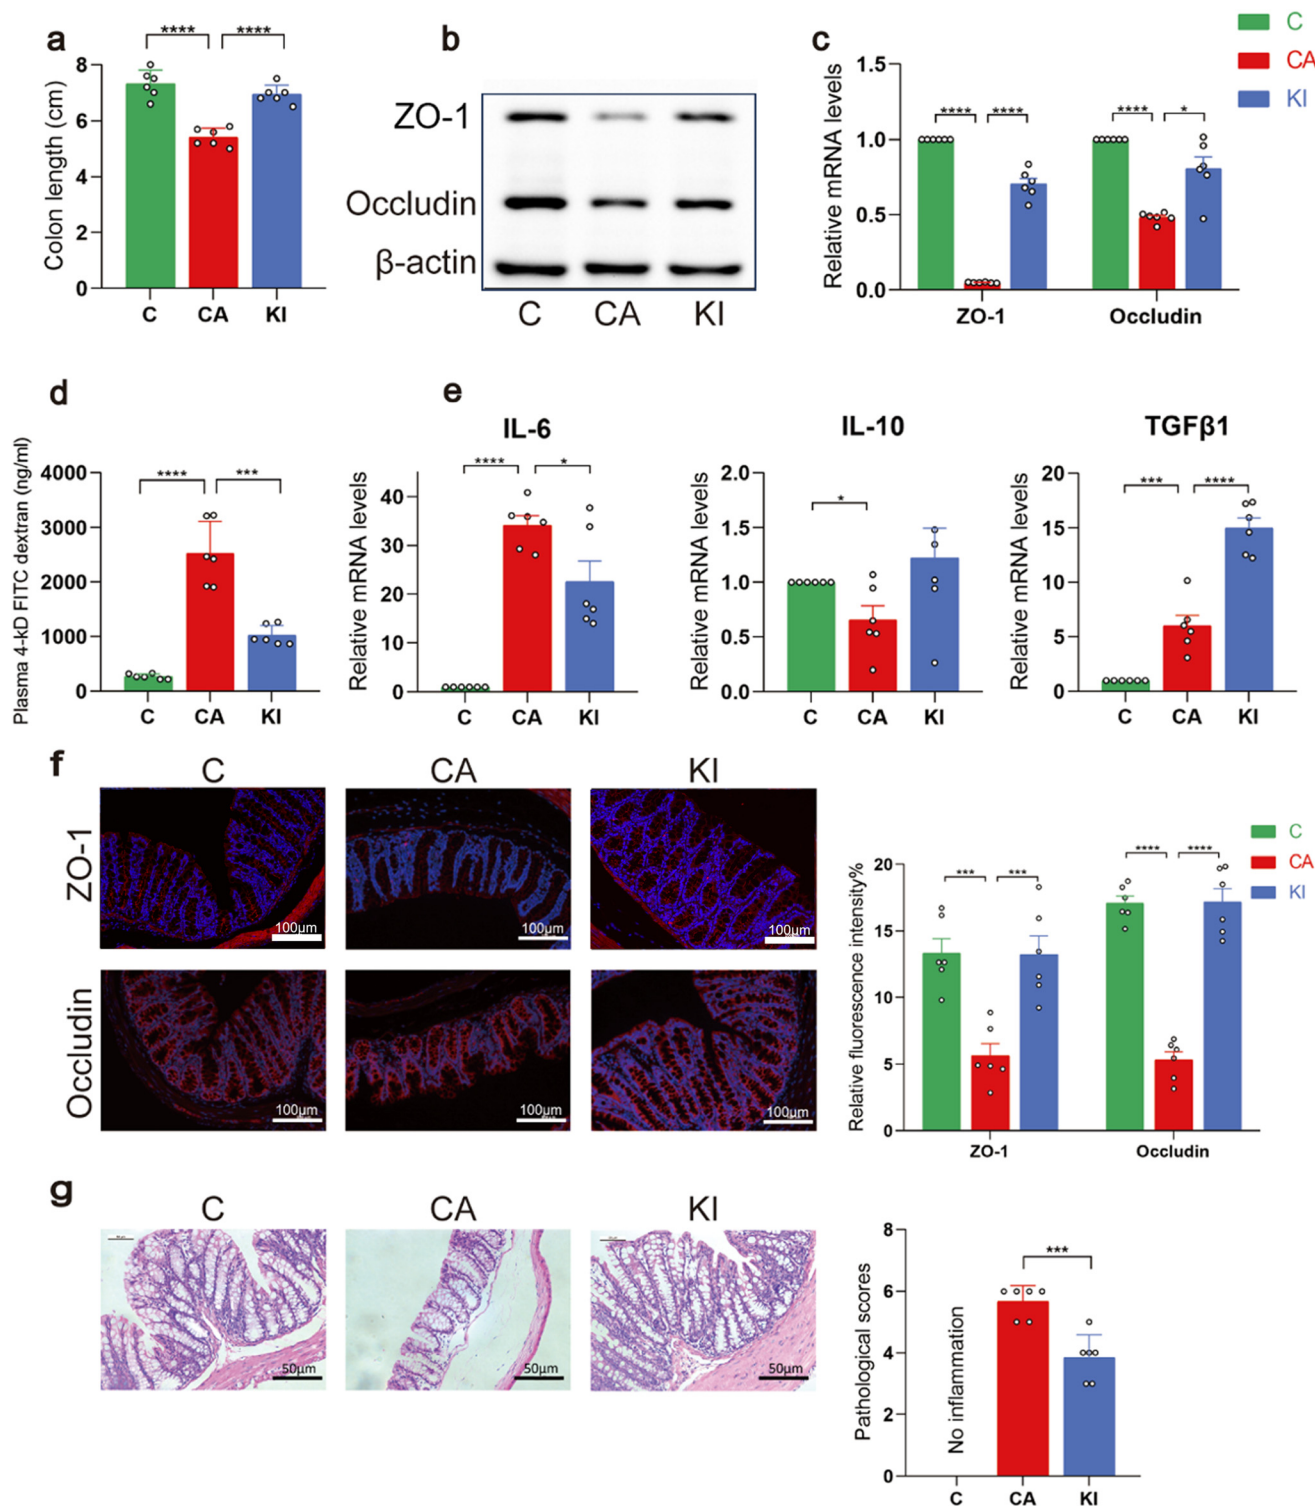 a
**** ****
Colon length (cm)
8
6
4
2
0
C CA KI
b
ZO-1
Occludin
β-actin
C CA KI
c
C
CA
KI
Relative mRNA levels
1.5
1.0
0.5
0.0
**** **** **** *
ZO-1 Occludin
d
Plasma 4-kD FITC dextran (ng/ml)
4000
3000
2000
1000
0
**** ***
C CA KI
e
IL-6
Relative mRNA levels
40
30
20
10
0
**** *
C CA KI
IL-10
Relative mRNA levels
2.0
1.5
1.0
0.5
0.0
*
C CA KI
TGFβ1
Relative mRNA levels
20
15
10
5
0
*** ****
C CA KI
f
C CA KI
ZO-1
100μm 100μm 100μm
Occludin
100μm 100μm 100μm
Relative fluorescence intensity%
20
15
10
5
0
*** *** **** ****
ZO-1 Occludin
C
CA
KI
g
C CA KI
50μm 50μm 50μm
Pathological scores
8
6
4
2
0
No inflammation
***
C CA KI